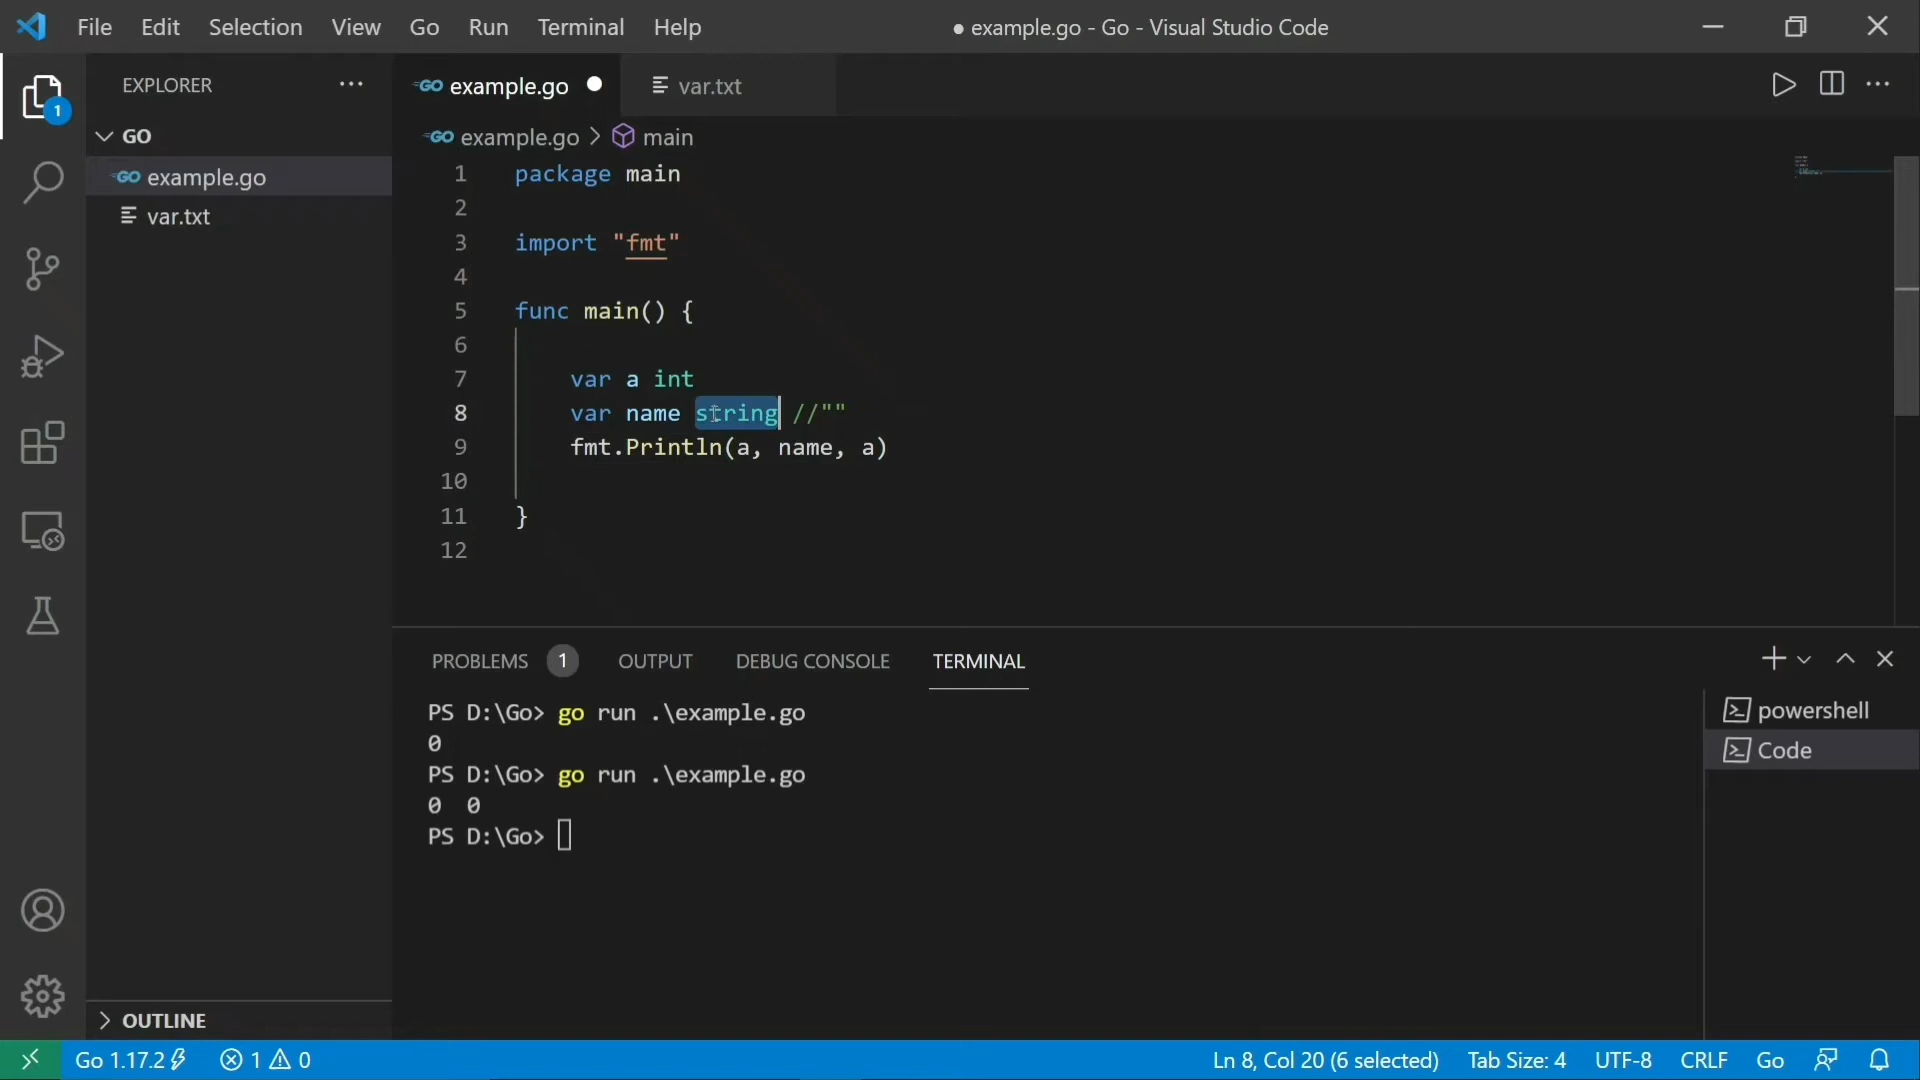 File Edit Selection View Go Run Terminal Help
● example.go - Go - Visual Studio Code
EXPLORER
GO example.go
var.txt
1
GO
GO example.go
var.txt
GO example.go > main
1 package main
2
3 import "fmt"
4
5 func main() {
6
7 var a int
8 var name string //""
9 fmt.Println(a, name, a)
10
11 }
12
PROBLEMS 1 OUTPUT DEBUG CONSOLE TERMINAL
PS D:\Go> go run .\example.go
0
PS D:\Go> go run .\example.go
0  0
PS D:\Go>
powershell
Code
OUTLINE
Go 1.17.2 1 0 Ln 8, Col 20 (6 selected) Tab Size: 4 UTF-8 CRLF Go